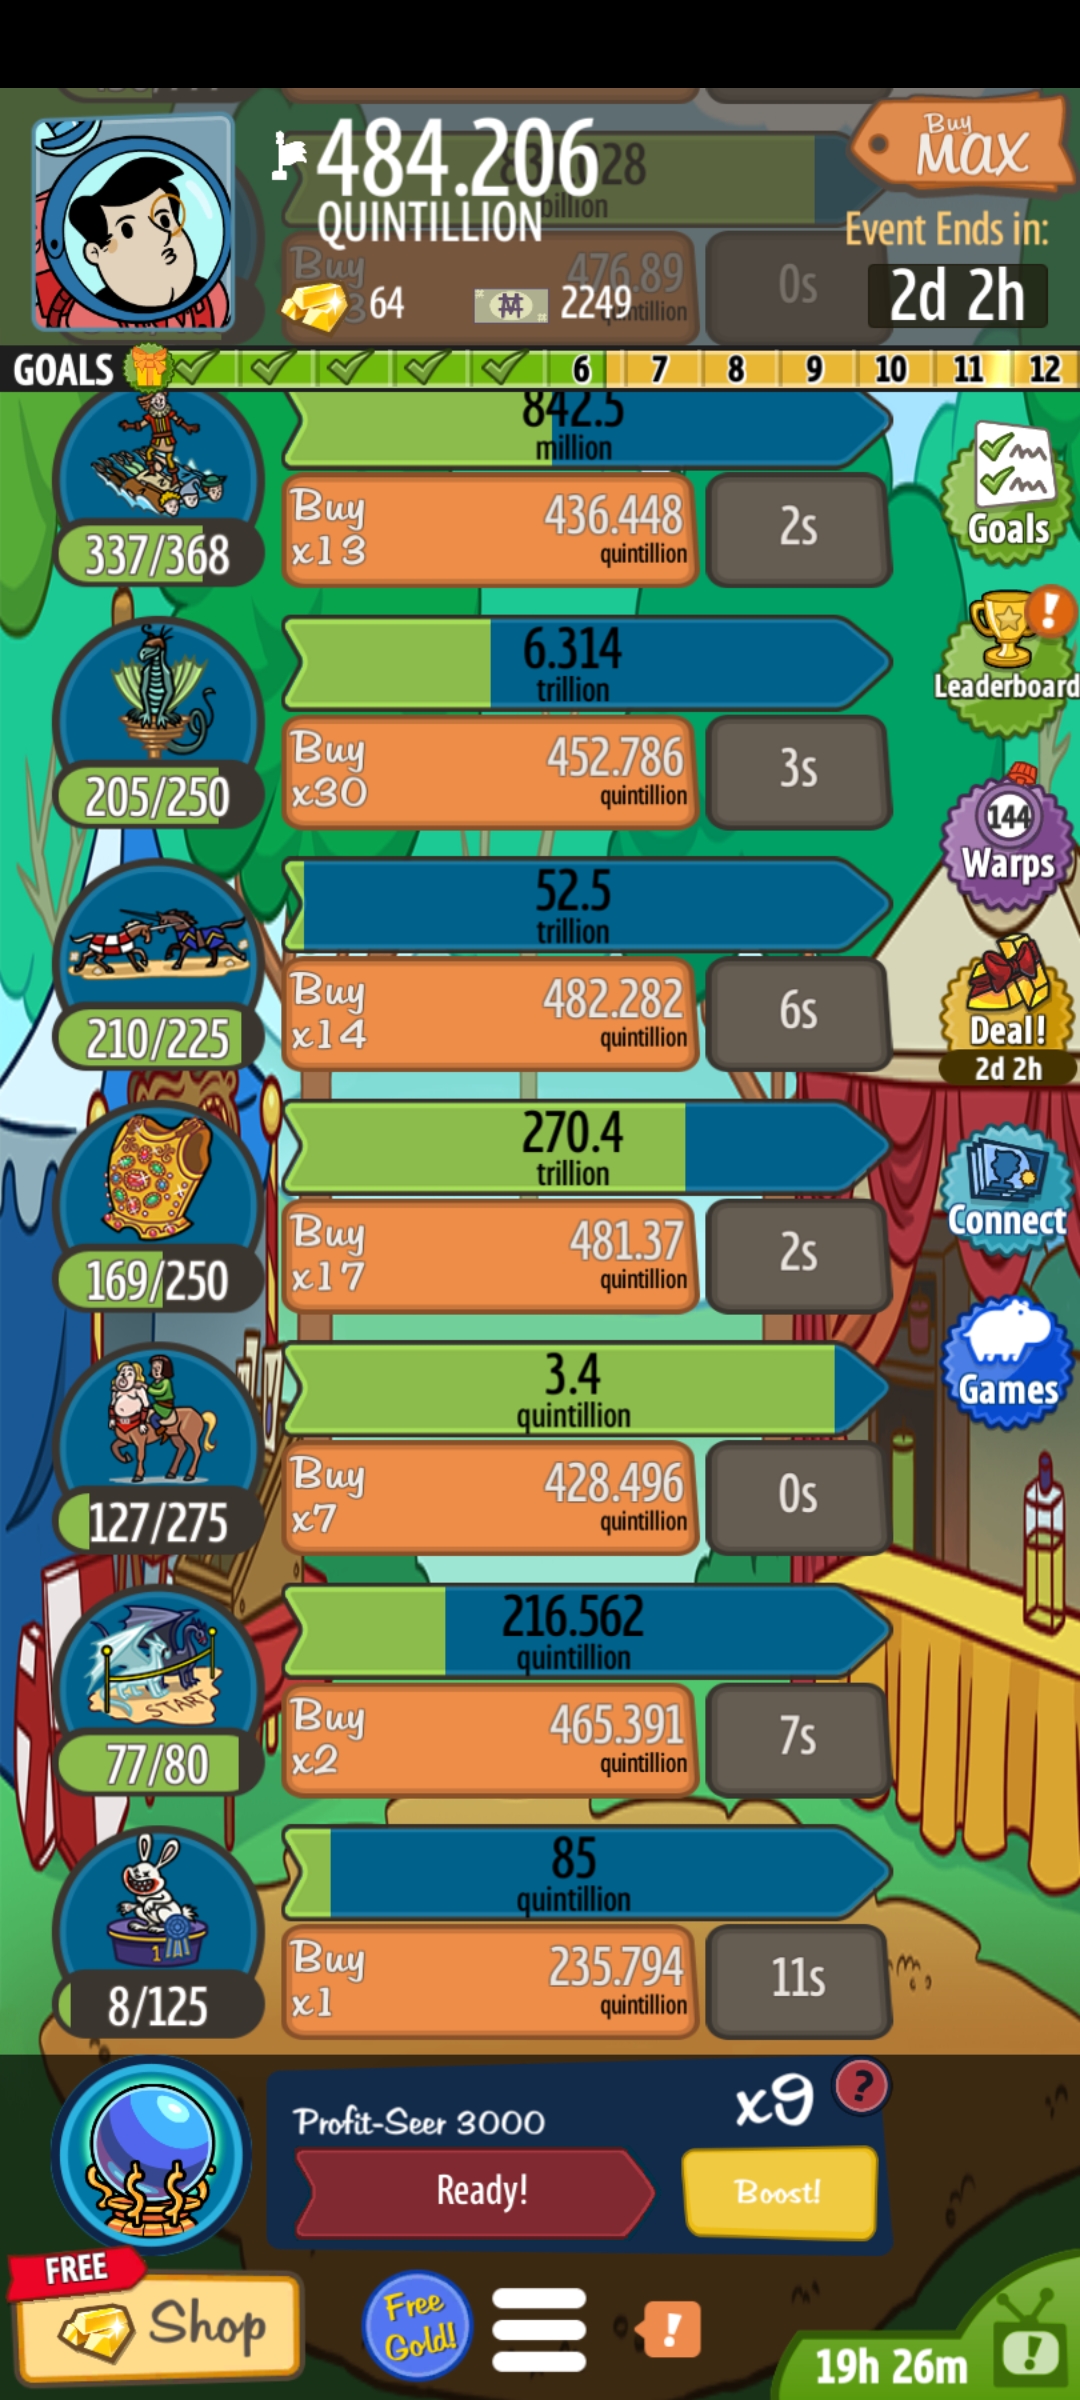 484.206
QUINTILLION
64
2249
Buy
MAX
Event Ends in:
2d 2h
billion
Buy
476.89
0s
GOALS
6 7 8 9 10 11 12
842.5
million
337/368
Buy
x13
436.448
quintillion
2s
Goals
6.314
trillion
205/250
Buy
x30
452.786
quintillion
3s
Leaderboard
52.5
trillion
210/225
Buy
x14
482.282
quintillion
6s
144
Warps
Deal!
2d 2h
270.4
trillion
169/250
Buy
x17
481.37
quintillion
2s
Connect
3.4
quintillion
127/275
Buy
x7
428.496
quintillion
0s
Games
216.562
quintillion
START
77/80
Buy
x2
465.391
quintillion
7s
85
quintillion
1
8/125
Buy
x1
235.794
quintillion
11s
Profit-Seer 3000
x9
?
Ready!
Boost!
FREE
Shop
Free
Gold!
!
19h 26m
!